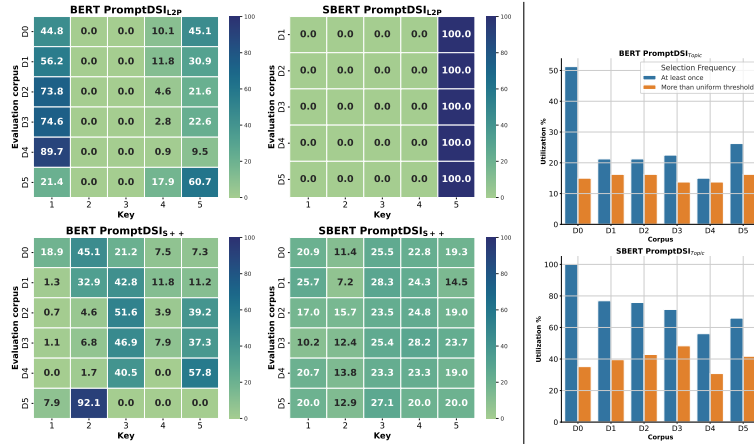 BERT PromptDSI_L2P
Evaluation corpus
D0 44.8 0.0 0.0 10.1 45.1
D1 56.2 0.0 0.0 11.8 30.9
D2 73.8 0.0 0.0 4.6 21.6
D3 74.6 0.0 0.0 2.8 22.6
D4 89.7 0.0 0.0 0.9 9.5
D5 21.4 0.0 0.0 17.9 60.7
1 2 3 4 5
Key
100
80
60
40
20
0
SBERT PromptDSI_L2P
Evaluation corpus
D1 0.0 0.0 0.0 0.0 100.0
D2 0.0 0.0 0.0 0.0 100.0
D3 0.0 0.0 0.0 0.0 100.0
D4 0.0 0.0 0.0 0.0 100.0
D5 0.0 0.0 0.0 0.0 100.0
1 2 3 4 5
Key
100
80
60
40
20
0
BERT PromptDSI_S++
Evaluation corpus
D0 18.9 45.1 21.2 7.5 7.3
D1 1.3 32.9 42.8 11.8 11.2
D2 0.7 4.6 51.6 3.9 39.2
D3 1.1 6.8 46.9 7.9 37.3
D4 0.0 1.7 40.5 0.0 57.8
D5 7.9 92.1 0.0 0.0 0.0
1 2 3 4 5
Key
100
80
60
40
20
0
SBERT PromptDSI_S++
Evaluation corpus
D0 20.9 11.4 25.5 22.8 19.3
D1 25.7 7.2 28.3 24.3 14.5
D2 17.0 15.7 23.5 24.8 19.0
D3 10.2 12.4 25.4 28.2 23.7
D4 20.7 13.8 23.3 23.3 19.0
D5 20.0 12.9 27.1 20.0 20.0
1 2 3 4 5
Key
100
80
60
40
20
0
BERT PromptDSI_Topic
Selection Frequency
At least once
More than uniform threshold
Utilization %
50
40
30
20
10
0
D0 D1 D2 D3 D4 D5
Corpus
SBERT PromptDSI_Topic
Utilization %
100
80
60
40
20
0
D0 D1 D2 D3 D4 D5
Corpus